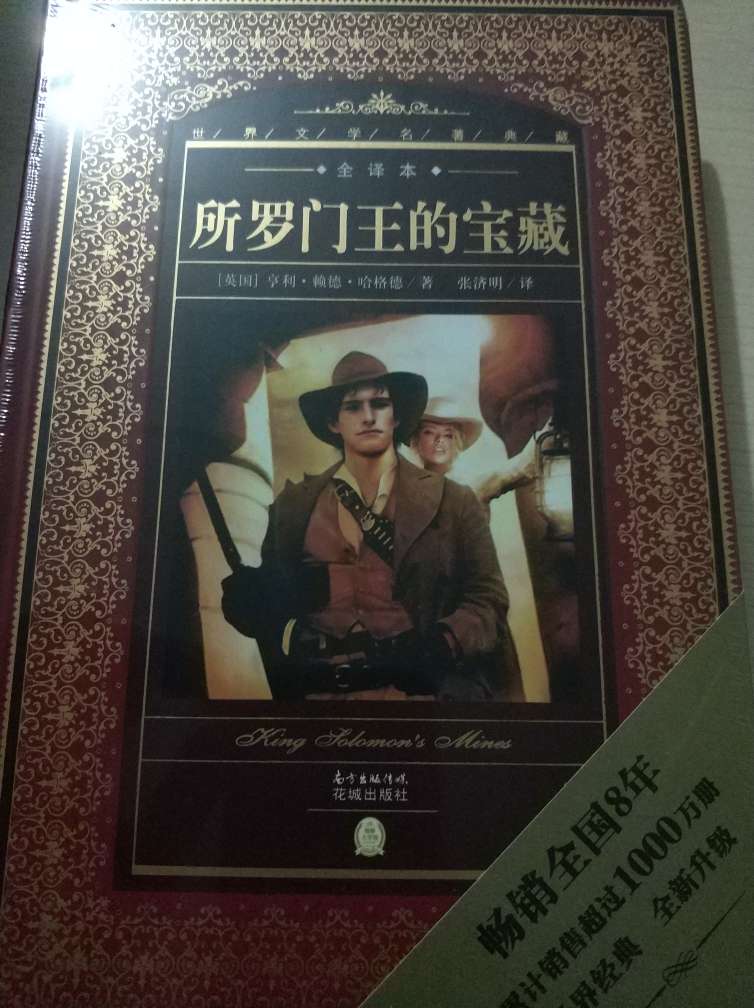 世/界/文/学/名/著/典/藏
全译本
所罗门王的宝藏
[英国] 亨利·赖德·哈格德/著 张济明/译
King Solomon's Mines
南方出版传媒
花城出版社
畅销全国8年
计销售超过1000万册
界经典 全新升级